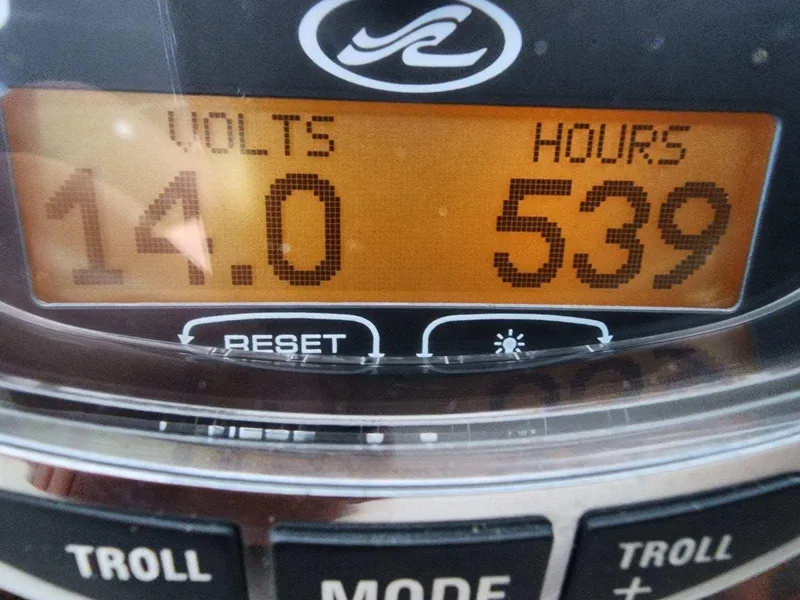 VOLTS HOURS
14.0 539
RESET
TROLL MODE TROLL
+